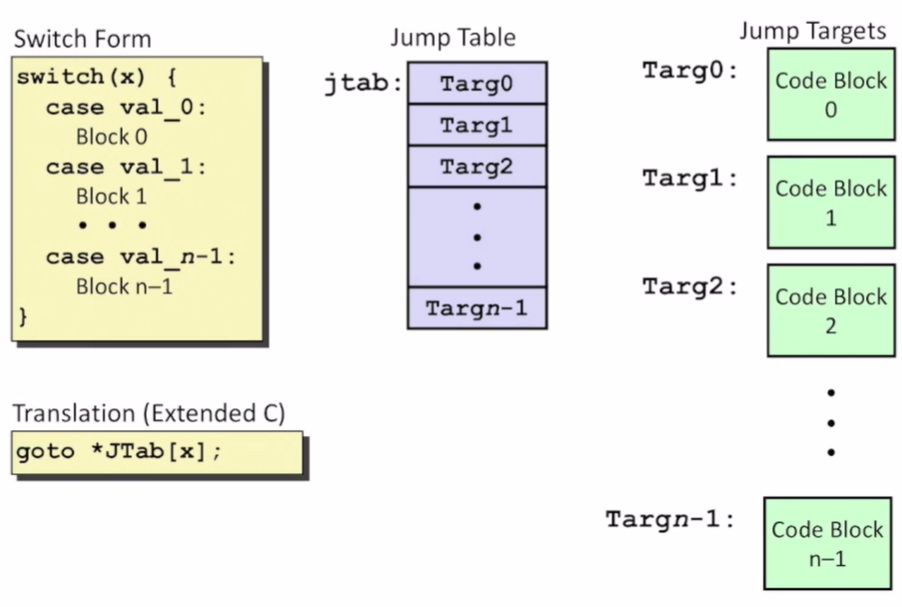 Switch Form
switch(x) {
case val_0:
Block 0
case val_1:
Block 1
• • •
case val_n-1:
Block n–1
}
Translation (Extended C)
goto *JTab[x];
Jump Table
jtab:
Targ0
Targ1
Targ2
•
•
•
Targn-1
Jump Targets
Targ0:
Code Block
0
Targ1:
Code Block
1
Targ2:
Code Block
2
•
•
•
Targn-1:
Code Block
n–1